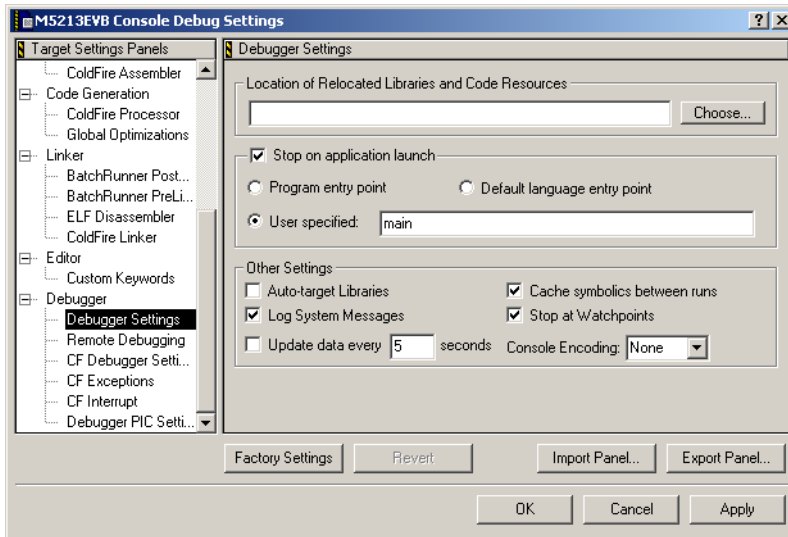 M5213EVB Console Debug Settings
Target Settings Panels
ColdFire Assembler
Code Generation
ColdFire Processor
Global Optimizations
Linker
BatchRunner Post...
BatchRunner PreLi...
ELF Disassembler
ColdFire Linker
Editor
Custom Keywords
Debugger
Debugger Settings
Remote Debugging
CF Debugger Setti...
CF Exceptions
CF Interrupt
Debugger PIC Setti...
Debugger Settings
Location of Relocated Libraries and Code Resources
Choose...
Stop on application launch
Program entry point Default language entry point
User specified: main
Other Settings
Auto-target Libraries Cache symbolics between runs
Log System Messages Stop at Watchpoints
Update data every 5 seconds Console Encoding: None
Factory Settings Revert Import Panel... Export Panel...
OK Cancel Apply